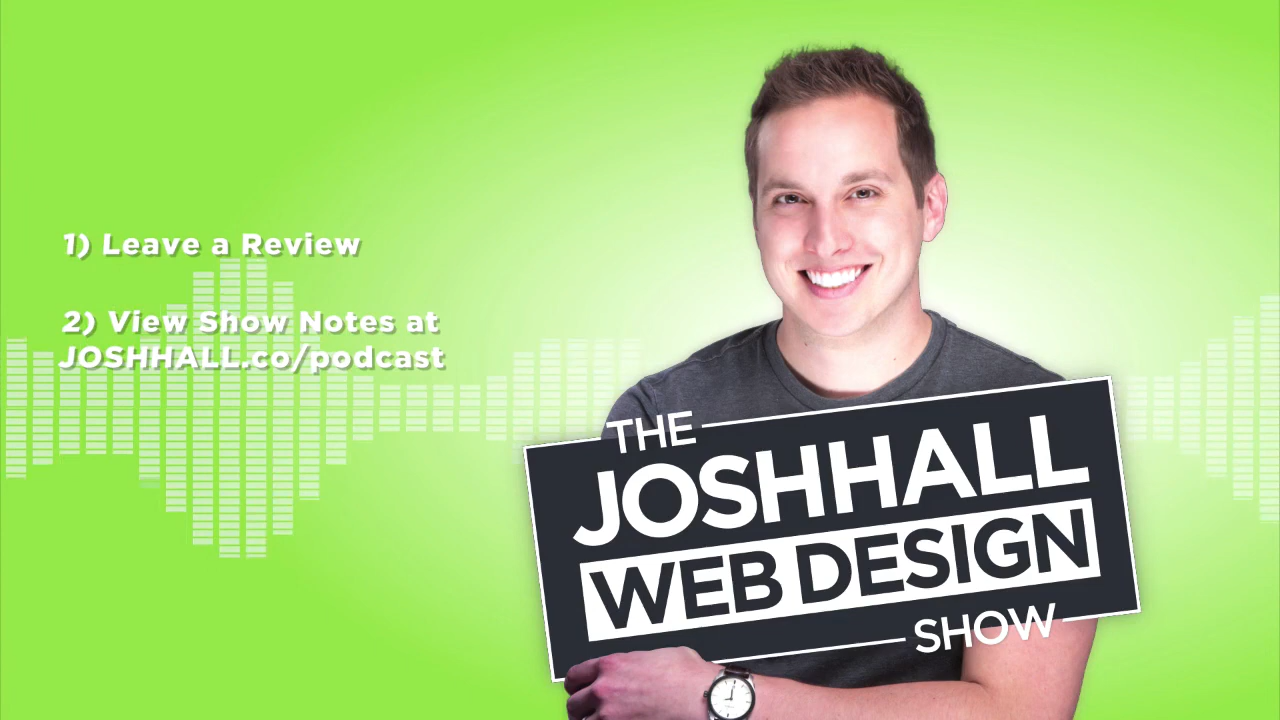 1) Leave a Review
2) View Show Notes at
JOSHHALL.co/podcast
THE
JOSHHALL
WEB DESIGN
SHOW